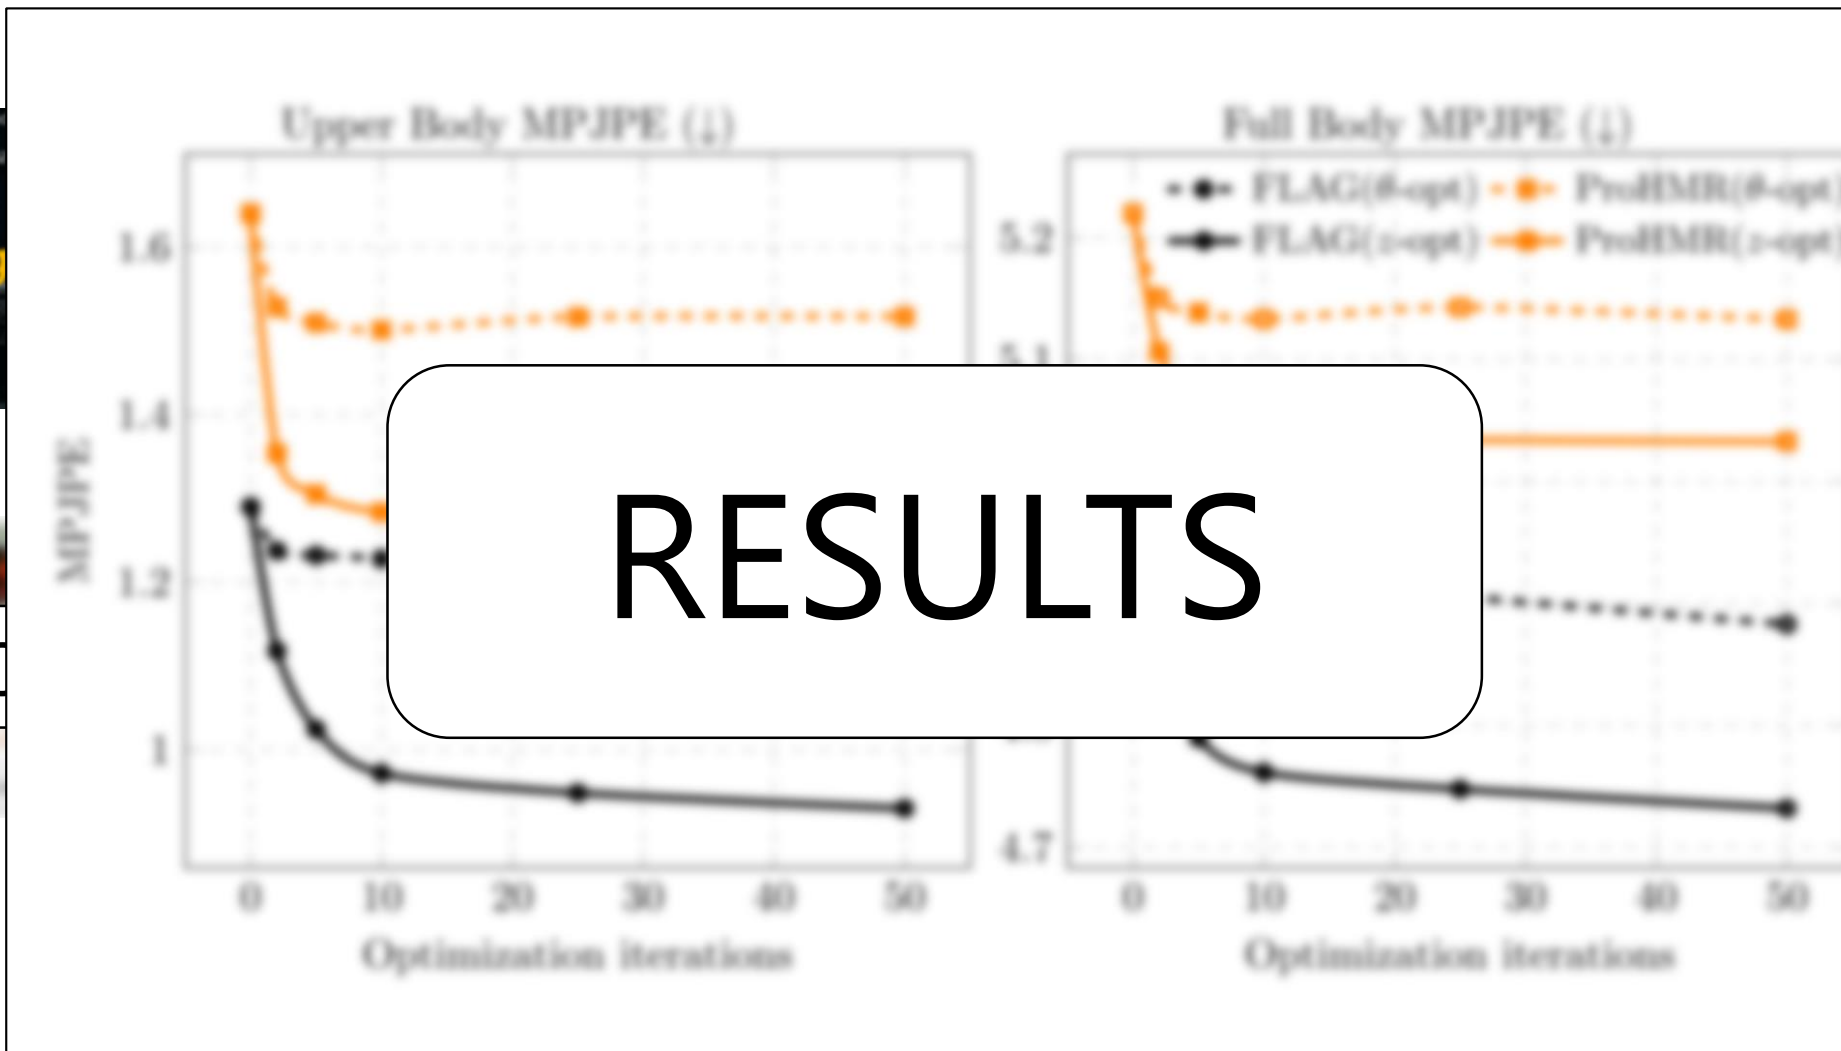 Upper Body MPJPE (↓)
Full Body MPJPE (↓)
FLAG(θ-opt) ProHMR(θ-opt)
FLAG(z-opt) ProHMR(z-opt)
1.6
1.4
1.2
1
MPJPE
5.2
5.1
4.7
RESULTS
0 10 20 30 40 50
0 10 20 30 40 50
Optimization iterations
Optimization iterations